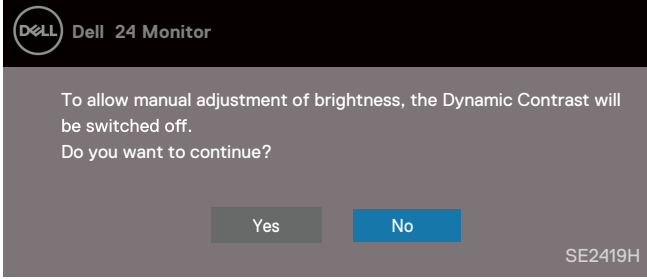 DELL Dell 24 Monitor
To allow manual adjustment of brightness, the Dynamic Contrast will
be switched off.
Do you want to continue?
Yes No
SE2419H